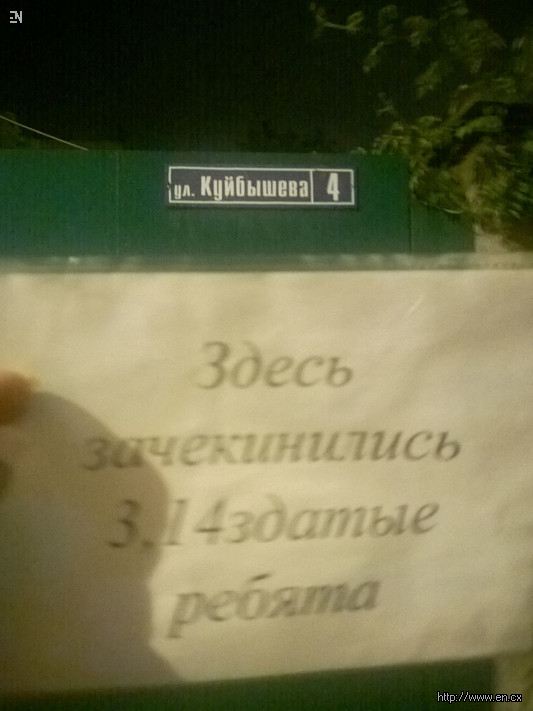 EN
ул. Куйбышева 4
Здесь
зачекинились
3,14здатые
ребята
http://www.en.cx